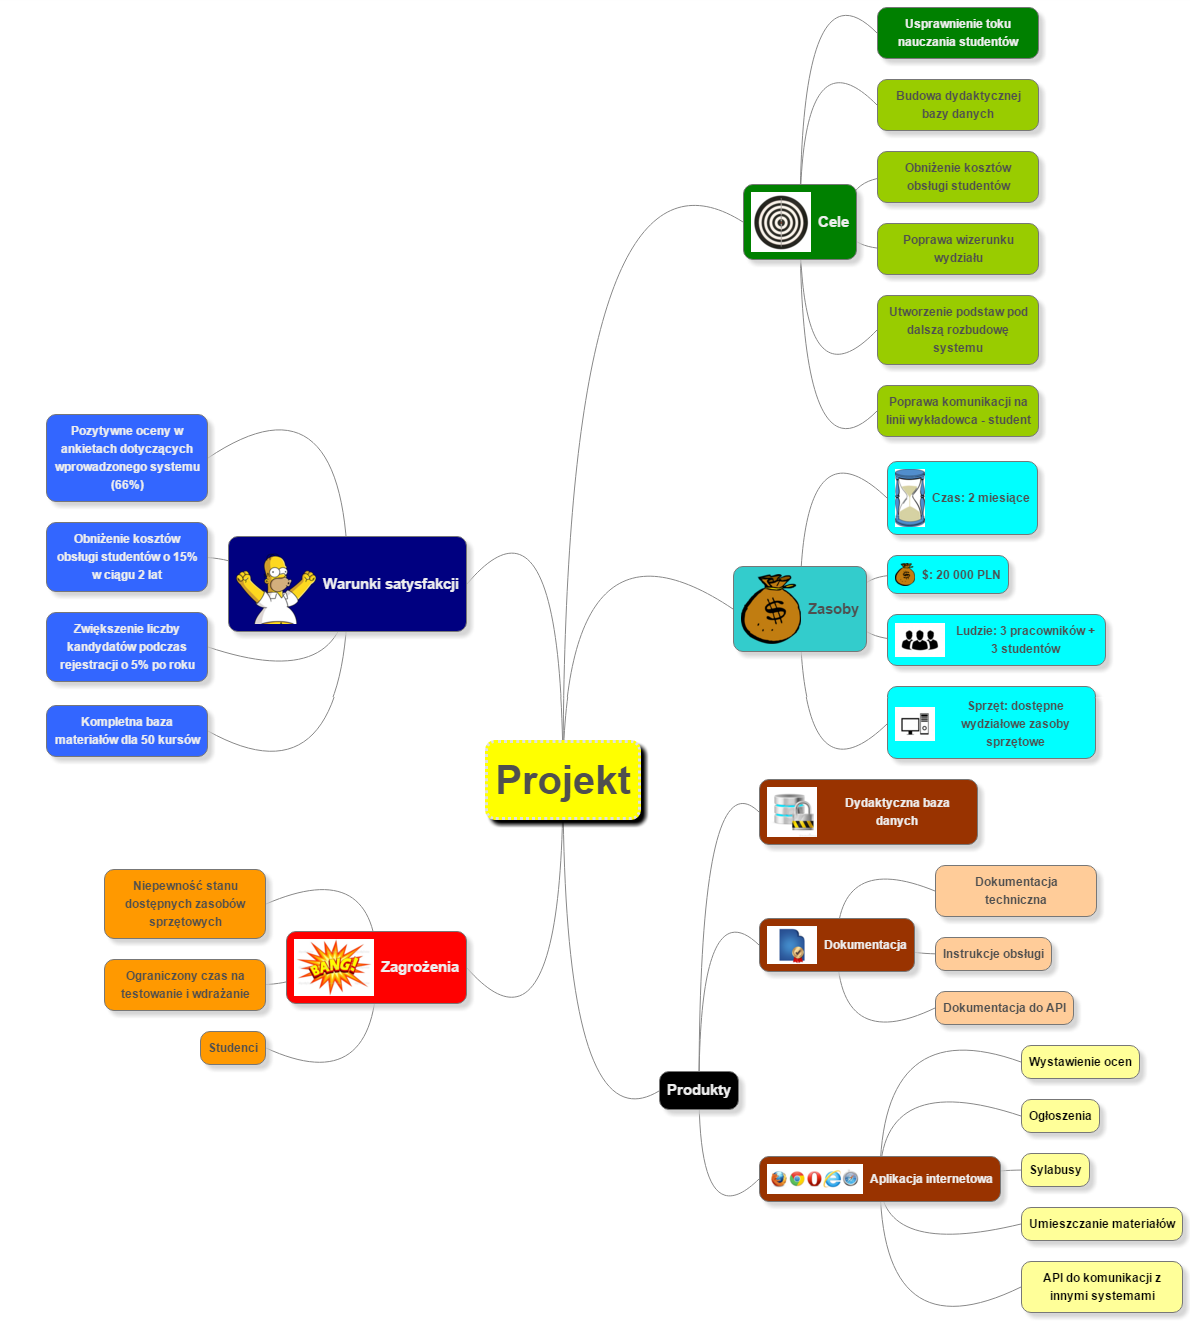 Usprawnienie toku
nauczania studentów
Budowa dydaktycznej
bazy danych
Obniżenie kosztów
obsługi studentów
Cele
Poprawa wizerunku
wydziału
Utworzenie podstaw pod
dalszą rozbudowę
systemu
Poprawa komunikacji na
linii wykładowca - student
Pozytywne oceny w
ankietach dotyczących
wprowadzonego systemu
(66%)
Obniżenie kosztów
obsługi studentów o 15%
w ciągu 2 lat
Warunki satysfakcji
Zwiększenie liczby
kandydatów podczas
rejestracji o 5% po roku
Kompletna baza
materiałów dla 50 kursów
Czas: 2 miesiące
$: 20 000 PLN
$
Zasoby
Ludzie: 3 pracowników +
3 studentów
Sprzęt: dostępne
wydziałowe zasoby
sprzętowe
Projekt
Dydaktyczna baza
danych
Niepewność stanu
dostępnych zasobów
sprzętowych
BANG!
Zagrożenia
Ograniczony czas na
testowanie i wdrażanie
Studenci
Dokumentacja
techniczna
Dokumentacja
Instrukcje obsługi
Dokumentacja do API
Produkty
Wystawienie ocen
Ogłoszenia
Aplikacja internetowa
Sylabusy
Umieszczanie materiałów
API do komunikacji z
innymi systemami